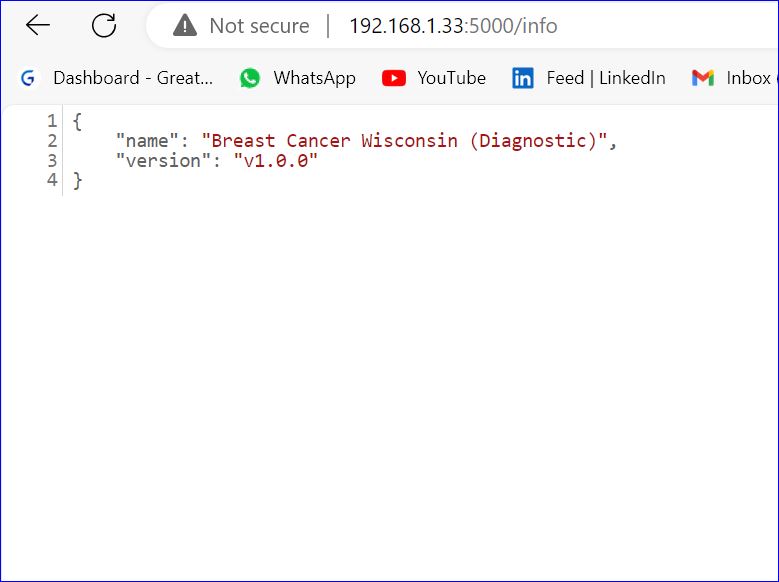 Not secure | 192.168.1.33:5000/info
Dashboard - Great... WhatsApp YouTube in Feed | LinkedIn Inbox
1 {
2 "name": "Breast Cancer Wisconsin (Diagnostic)",
3 "version": "v1.0.0"
4 }